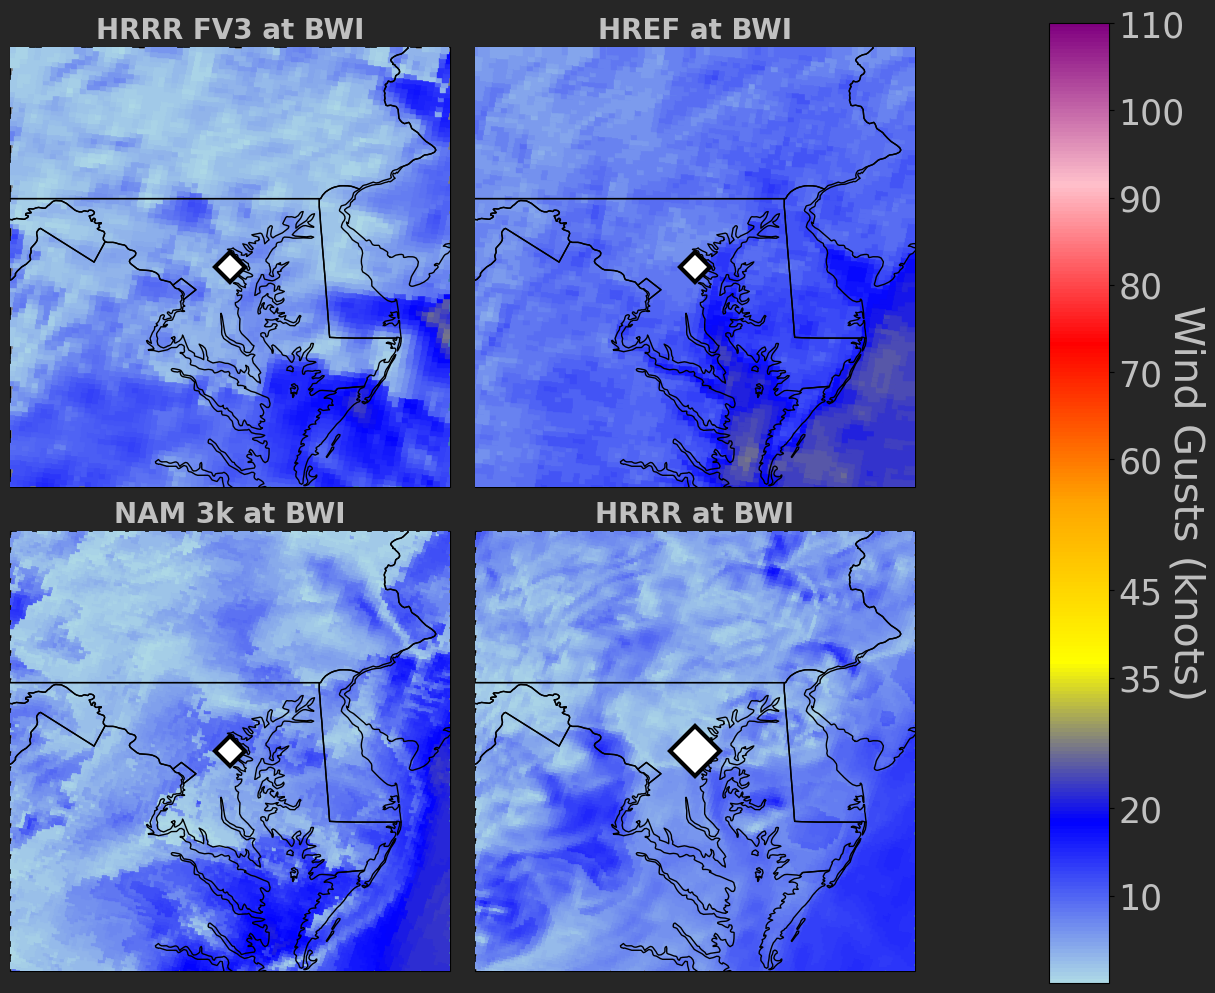 HRRR FV3 at BWI
HREF at BWI
NAM 3k at BWI
HRRR at BWI
110
100
90
80
70
60
45
35
20
10
Wind Gusts (knots)